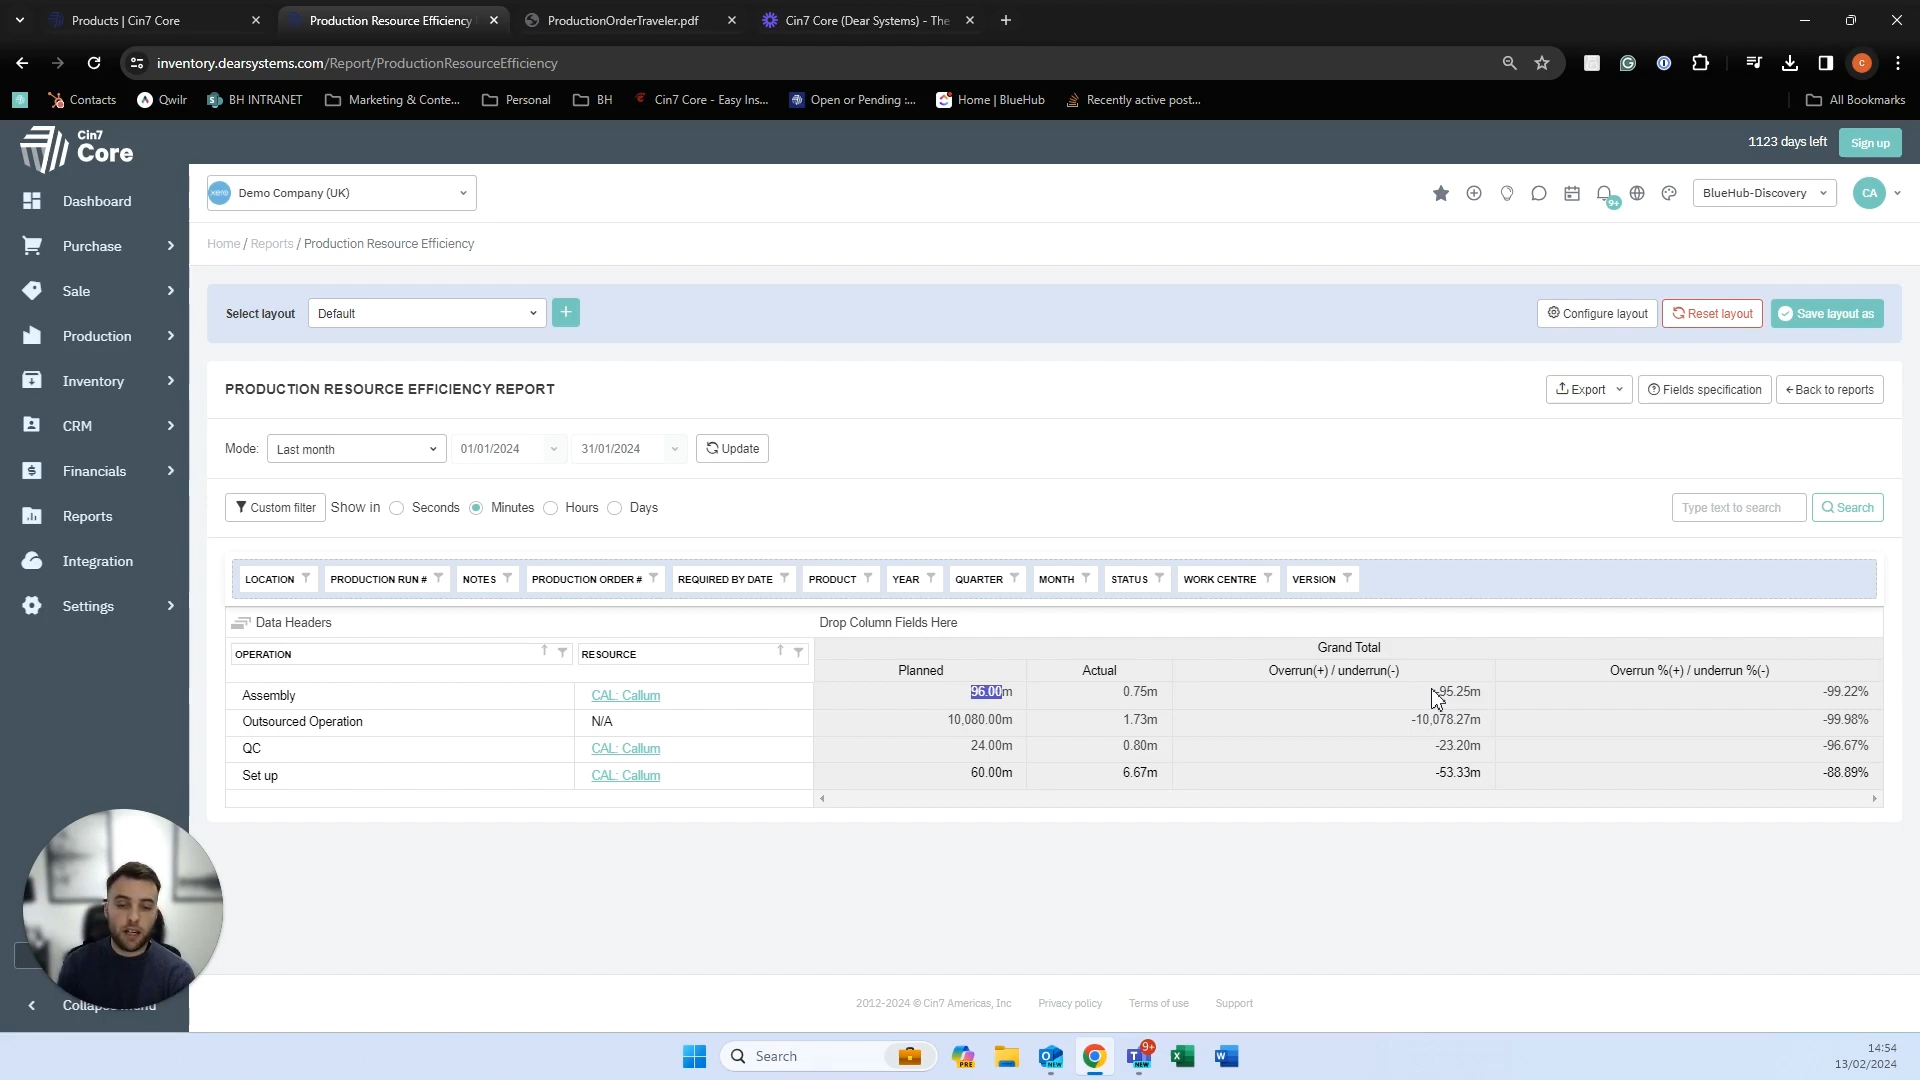 Products | Cin7 Core
Production Resource Efficiency
ProductionOrderTraveler.pdf
Cin7 Core (Dear Systems) - The
inventory.dearsystems.com/Report/ProductionResourceEfficiency
Contacts
Qwilr
BH INTRANET
Marketing & Conte...
Personal
BH
Cin7 Core - Easy Ins...
Open or Pending :...
Home | BlueHub
Recently active post...
All Bookmarks
Cin7
Core
1123 days left
Sign up
Dashboard
Purchase
Sale
Production
Inventory
CRM
Financials
Reports
Integration
Settings
xero
Demo Company (UK)
9+
BlueHub-Discovery
CA
Home / Reports / Production Resource Efficiency
Select layout
Default
Configure layout
Reset layout
Save layout as
PRODUCTION RESOURCE EFFICIENCY REPORT
Export
Fields specification
Back to reports
Mode:
Last month
01/01/2024
31/01/2024
Update
Custom filter
Show in
Seconds
Minutes
Hours
Days
Type text to search
Search
LOCATION
PRODUCTION RUN #
NOTES
PRODUCTION ORDER #
REQUIRED BY DATE
PRODUCT
YEAR
QUARTER
MONTH
STATUS
WORK CENTRE
VERSION
Data Headers
Drop Column Fields Here
OPERATION
RESOURCE
Grand Total
Planned
Actual
Overrun(+) / underrun(-)
Overrun %(+) / underrun %(-)
Assembly
CAL: Callum
96.00m
0.75m
-95.25m
-99.22%
Outsourced Operation
N/A
10,080.00m
1.73m
-10,078.27m
-99.98%
QC
CAL: Callum
24.00m
0.80m
-23.20m
-96.67%
Set up
CAL: Callum
60.00m
6.67m
-53.33m
-88.89%
2012-2024 © Cin7 Americas, Inc
Privacy policy
Terms of use
Support
Search
PRE
NEW
9+
NEW
14:54
13/02/2024